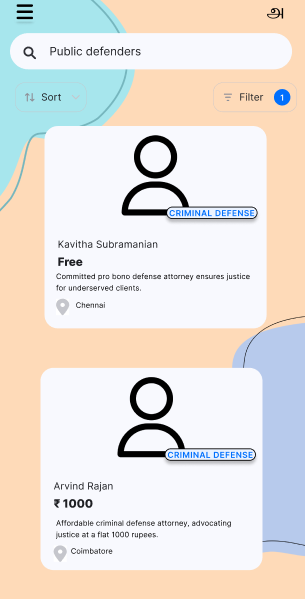 அ
Public defenders
Sort
Filter 1
CRIMINAL DEFENSE
Kavitha Subramanian
Free
Committed pro bono defense attorney ensures justice
for underserved clients.
Chennai
CRIMINAL DEFENSE
Arvind Rajan
₹ 1000
Affordable criminal defense attorney, advocating
justice at a flat 1000 rupees.
Coimbatore